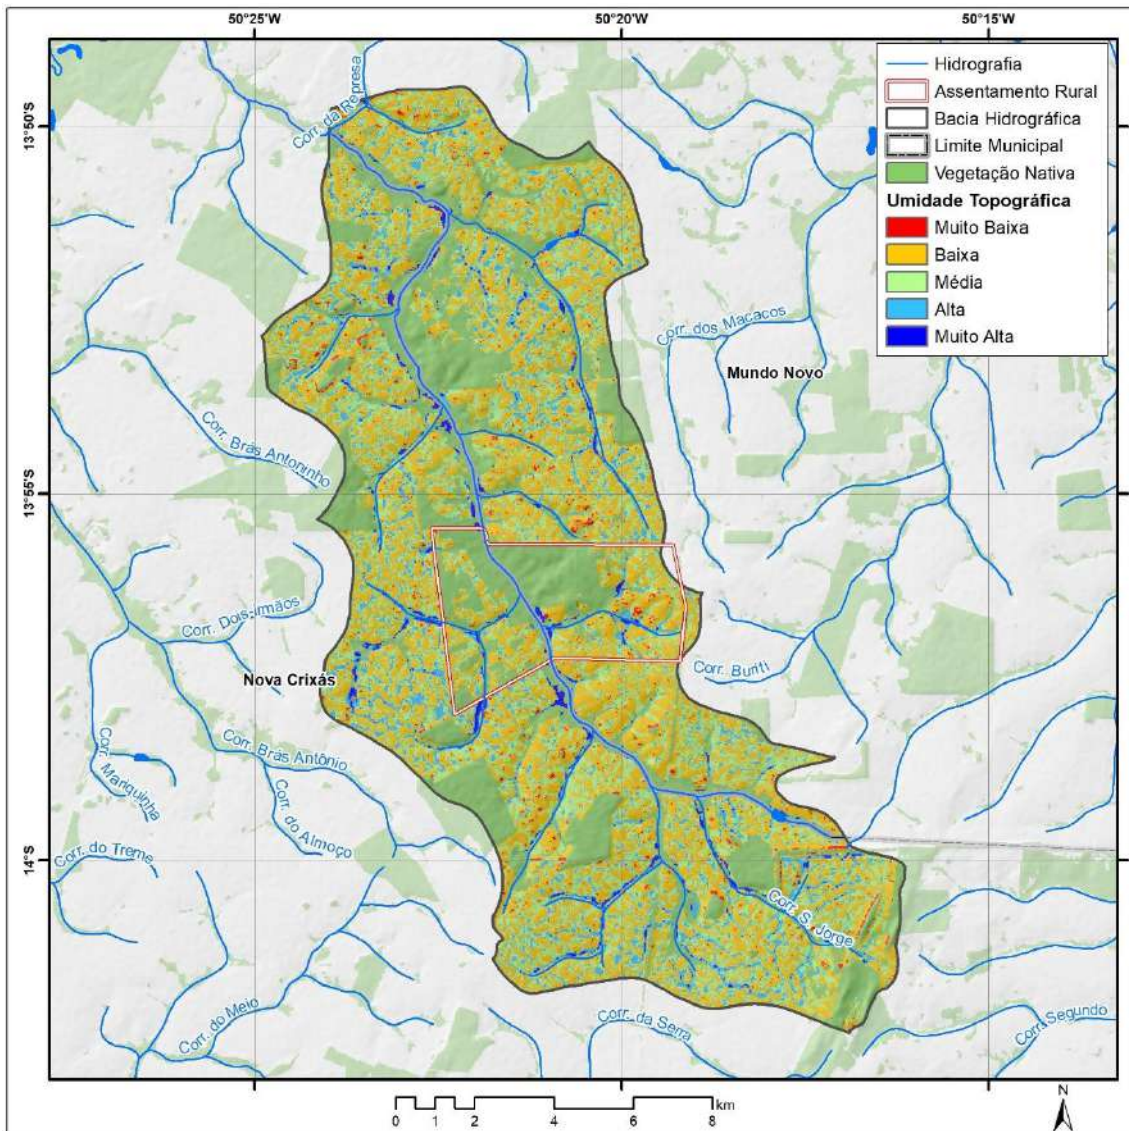 50°25'W
50°20'W
50°15'W
13°50'S
13°55'S
14°S
Hidrografia
Assentamento Rural
Bacia Hidrográfica
Limite Municipal
Vegetação Nativa
Umidade Topográfica
Muito Baixa
Baixa
Média
Alta
Muito Alta
Corr. da Represa
Corr. dos Macacos
Mundo Novo
Corr. Brás Antoninho
Corr. Dois-irmãos
Corr. Buriti
Nova Crixás
Corr. Brás Antônio
Corr. Mariquinha
Corr. do Almoço
Corr. do Treme
Corr. S. Jorge
Corr. do Meio
Corr. da Serra
Corr. Segundo
km
0 1 2 4 6 8
N